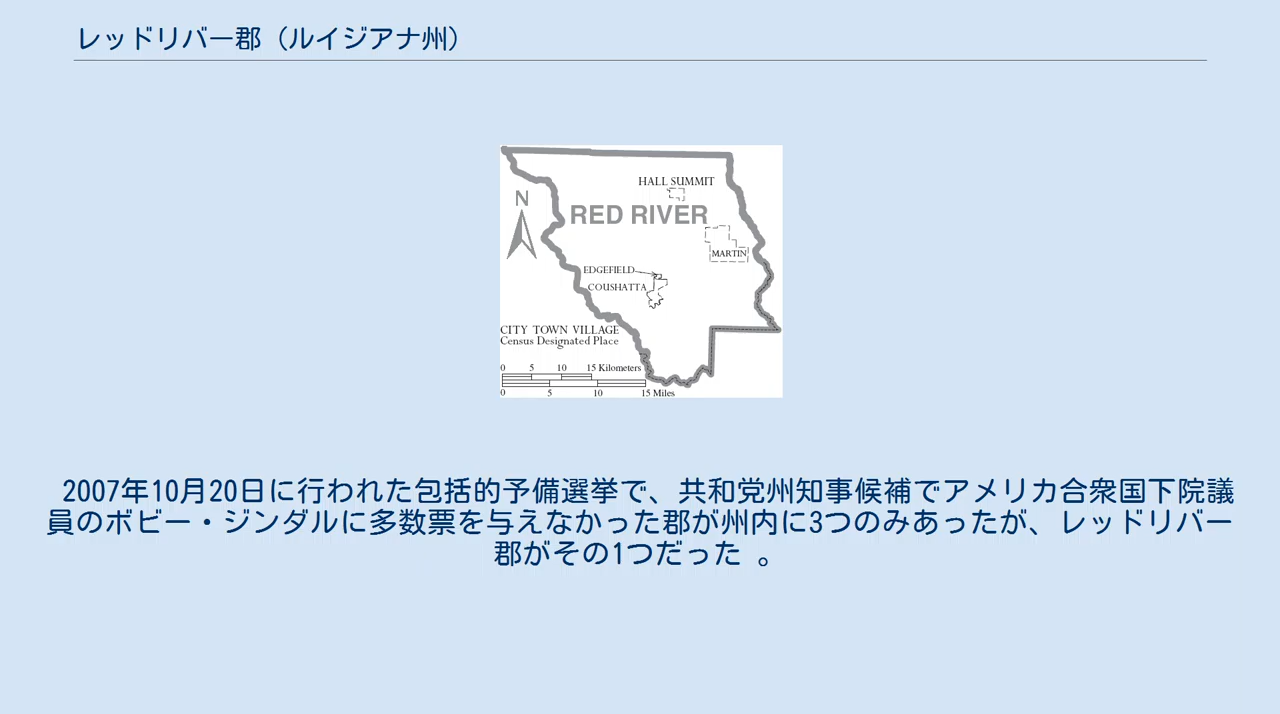 レッドリバー郡（ルイジアナ州）
HALL SUMMIT
N
RED RIVER
MARTIN
EDGEFIELD
COUSHATTA
CITY TOWN VILLAGE
Census Designated Place
0 5 10 15 Kilometers
0 5 10 15 Miles
2007年10月20日に行われた包括的予備選挙で、共和党州知事候補でアメリカ合衆国下院議
員のボビー・ジンダルに多数票を与えなかった郡が州内に3つのみあったが、レッドリバー
郡がその1つだった 。